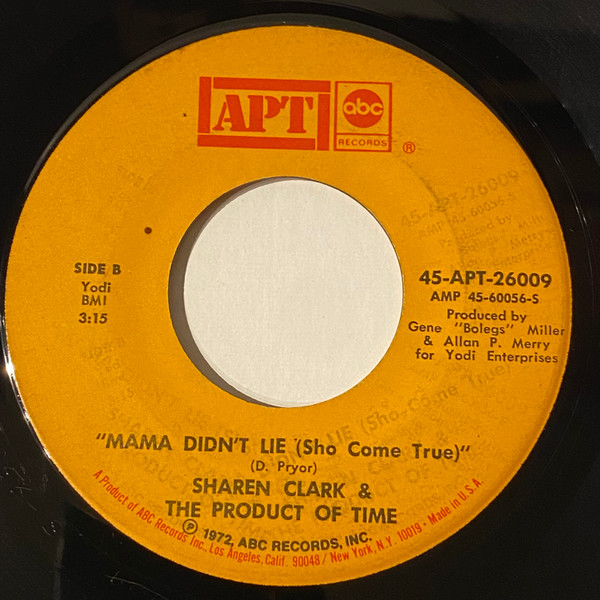 APT
abc
RECORDS
®
SIDE B
Yodi
BMI
3:15
45-APT-26009
AMP 45-60056-S
Produced by
Gene "Bolegs" Miller
& Allan P. Merry
for Yodi Enterprises
"MAMA DIDN'T LIE (Sho Come True)"
(D. Pryor)
SHAREN CLARK &
THE PRODUCT OF TIME
℗ 1972, ABC RECORDS, INC.
A Product of ABC Records Inc., Los Angeles, Calif. 90048 / New York, N.Y. 10019 • Made in U.S.A.